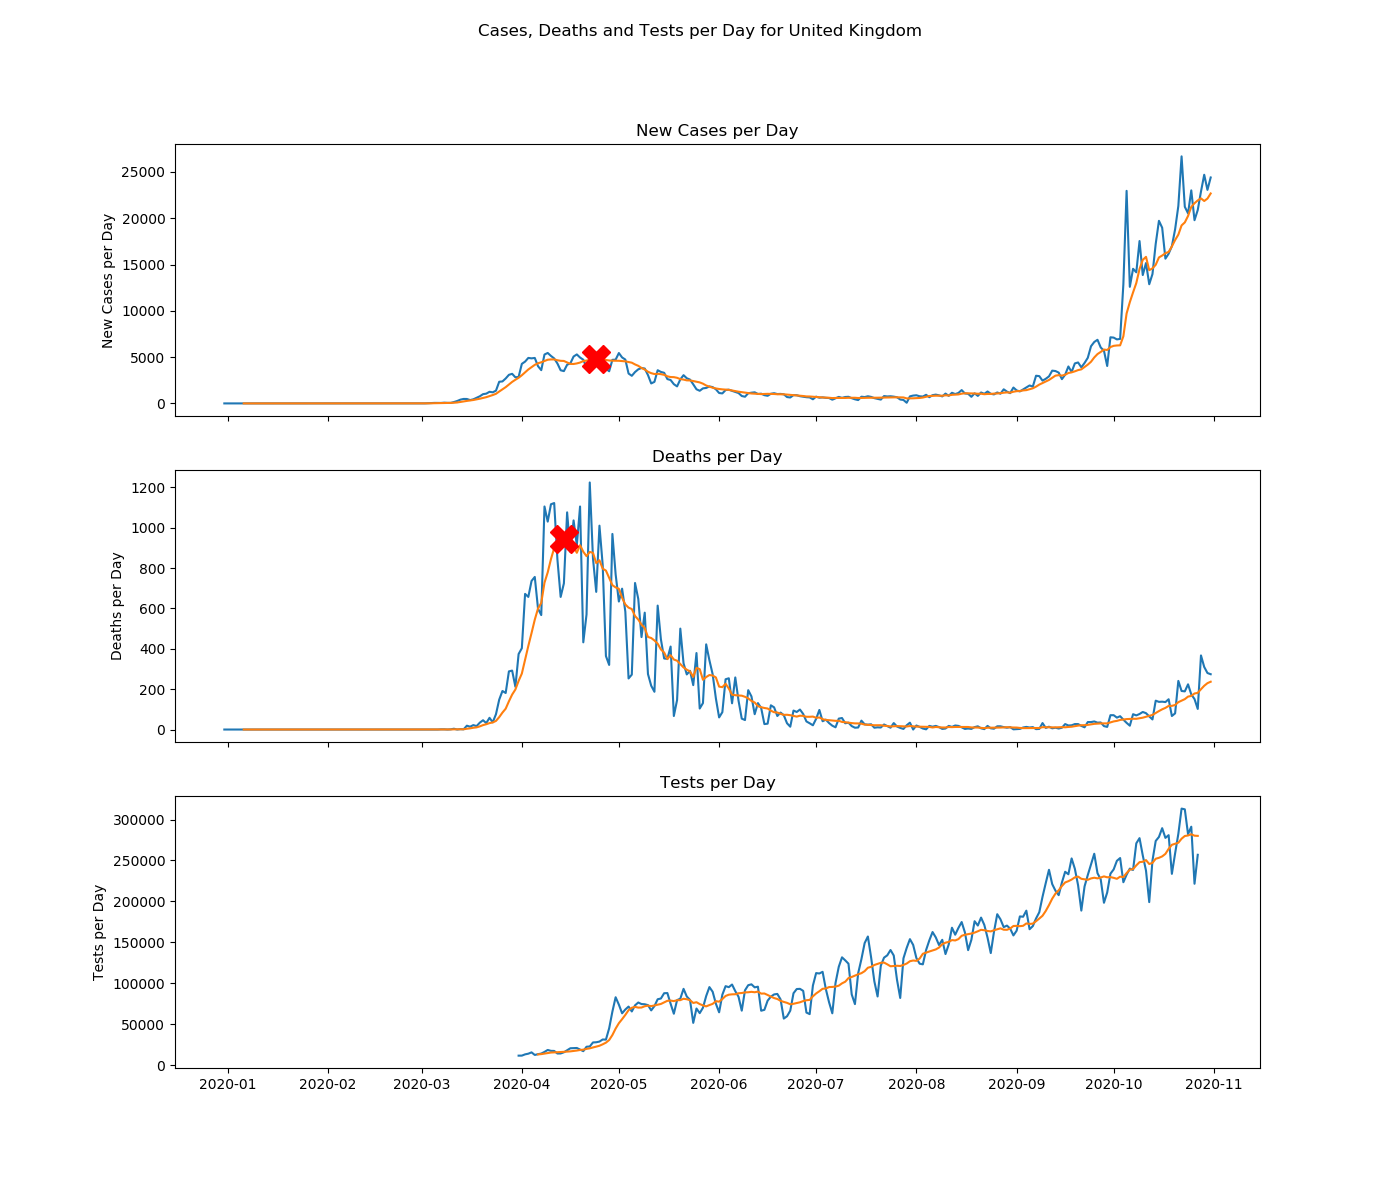 Cases, Deaths and Tests per Day for United Kingdom
New Cases per Day
New Cases per Day
25000
20000
15000
10000
5000
0
Deaths per Day
Deaths per Day
1200
1000
800
600
400
200
0
Tests per Day
Tests per Day
300000
250000
200000
150000
100000
50000
0
2020-01 2020-02 2020-03 2020-04 2020-05 2020-06 2020-07 2020-08 2020-09 2020-10 2020-11